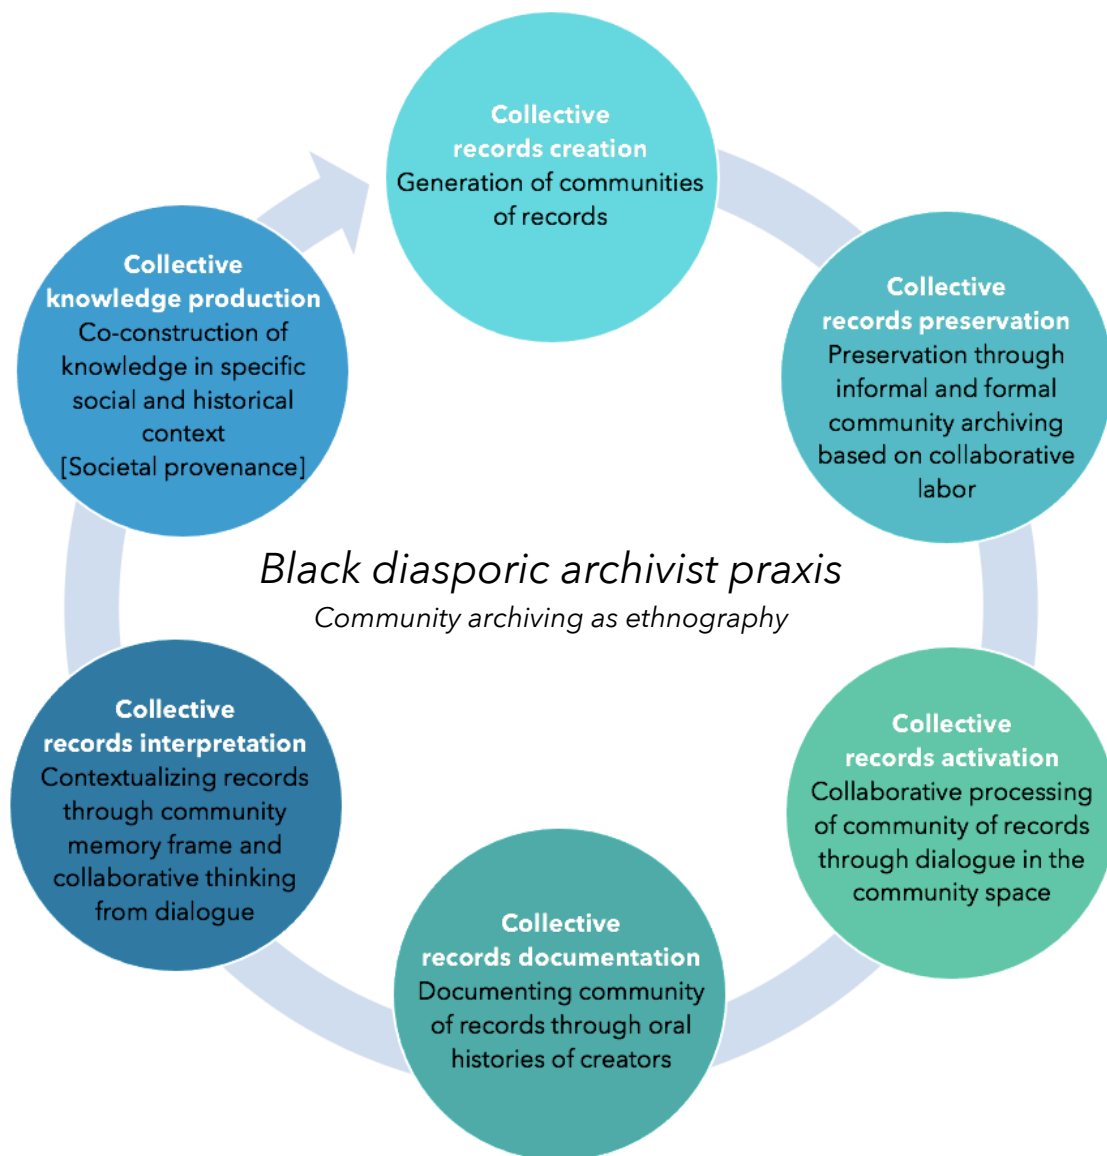 Collective
records creation
Generation of communities
of records
Collective
records preservation
Preservation through
informal and formal
community archiving
based on collaborative
labor
Collective
records activation
Collaborative processing
of community of records
through dialogue in the
community space
Collective
records documentation
Documenting community
of records through oral
histories of creators
Collective
records interpretation
Contextualizing records
through community
memory frame and
collaborative thinking
from dialogue
Collective
knowledge production
Co-construction of
knowledge in specific
social and historical
context
[Societal provenance]
Black diasporic archivist praxis
Community archiving as ethnography